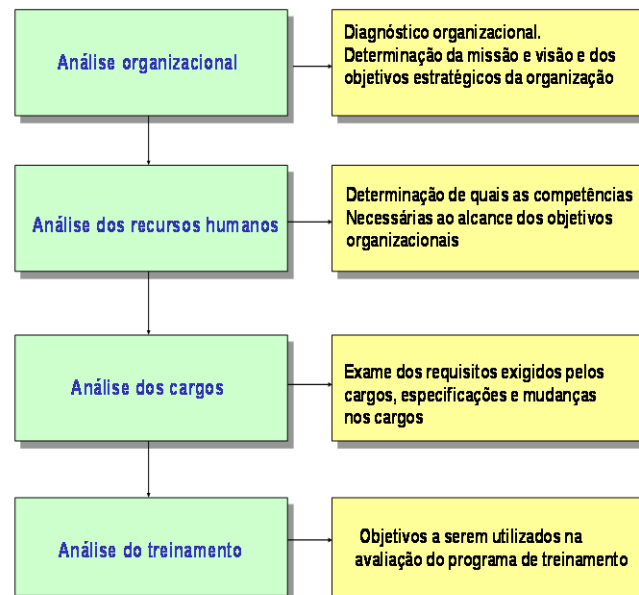 Análise organizacional
Diagnóstico organizacional.
Determinação da missão e visão e dos
objetivos estratégicos da organização
Análise dos recursos humanos
Determinação de quais as competências
Necessárias ao alcance dos objetivos
organizacionais
Análise dos cargos
Exame dos requisitos exigidos pelos
cargos, especificações e mudanças
nos cargos
Análise do treinamento
Objetivos a serem utilizados na
avaliação do programa de treinamento